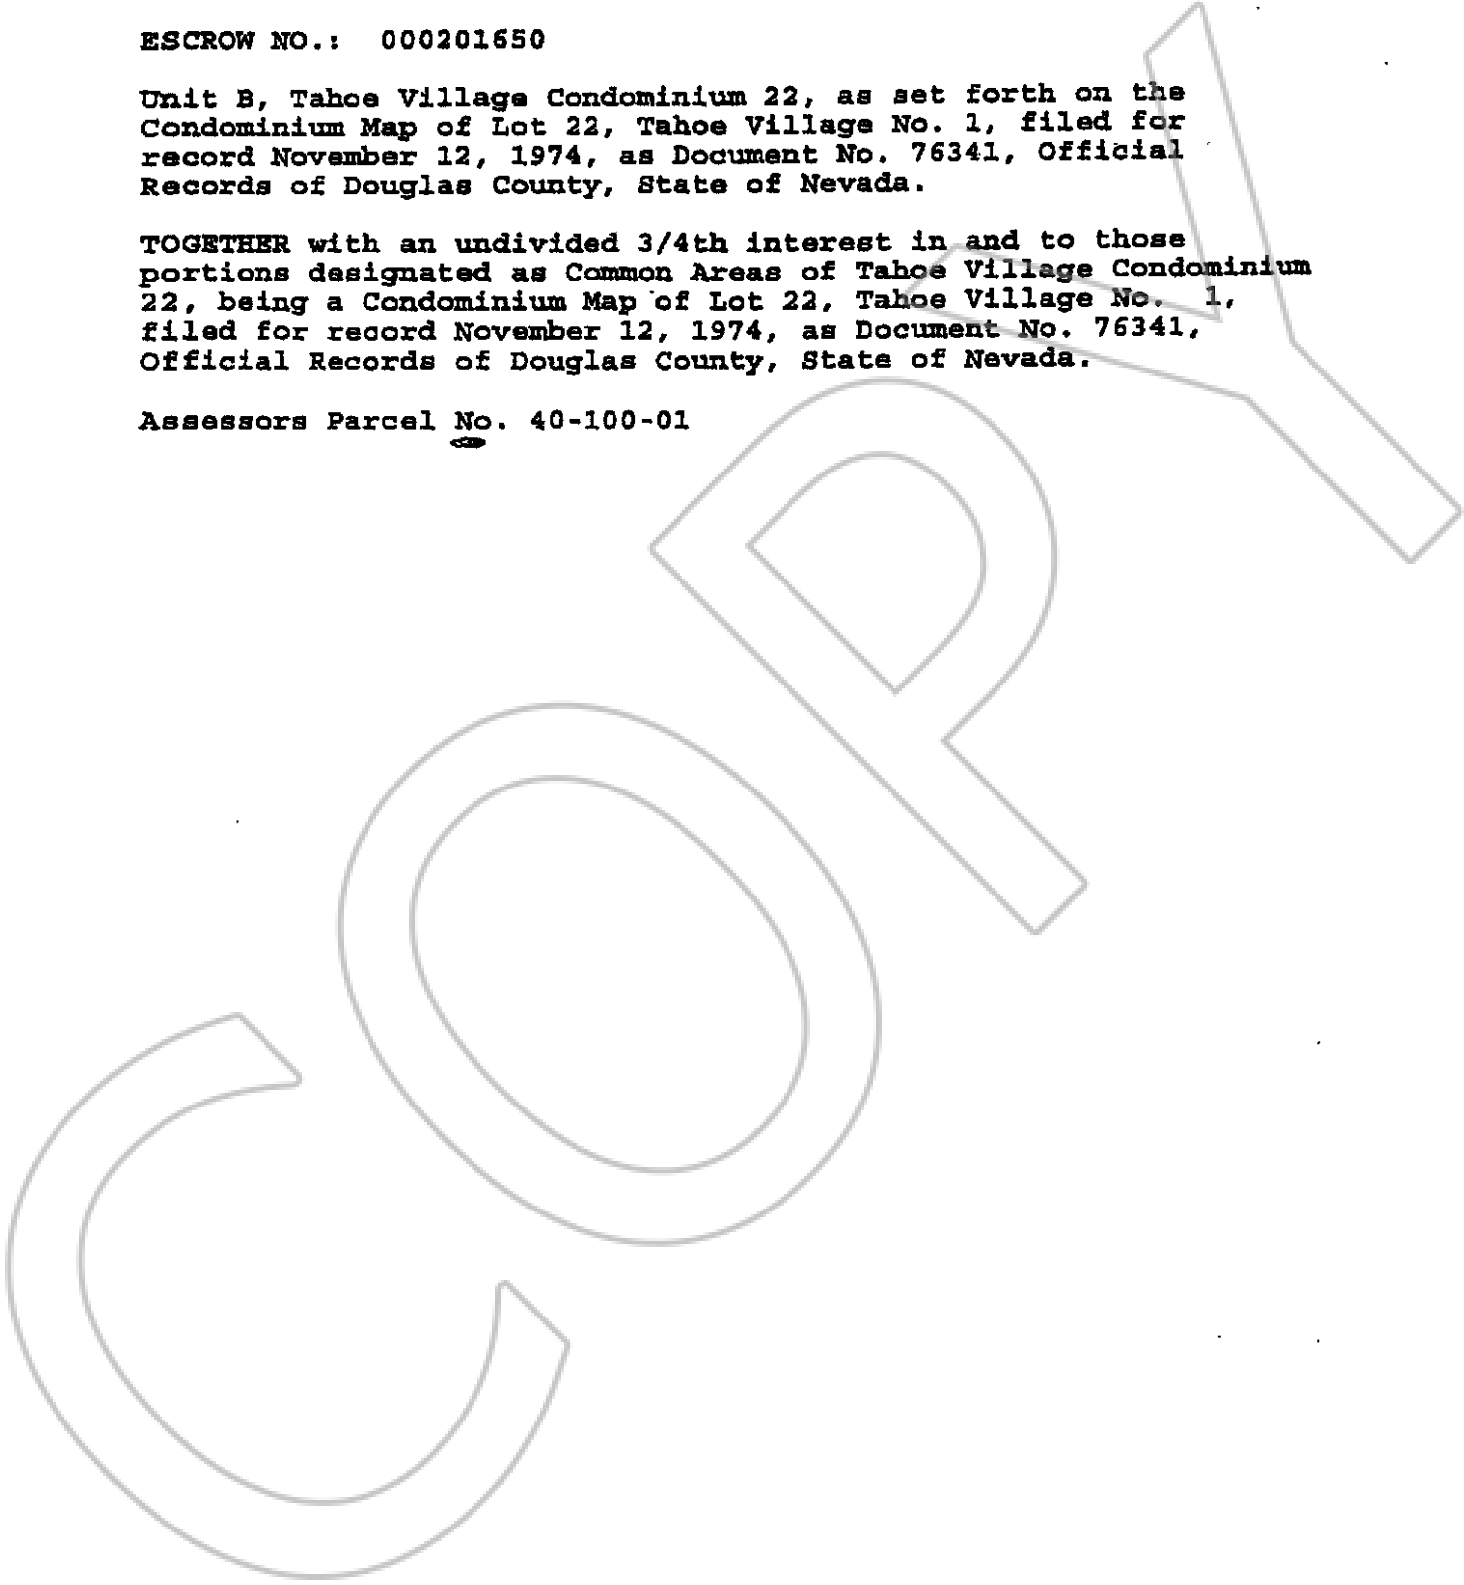 ESCROW NO.: 000201650
Unit B, Tahoe Village Condominium 22, as set forth on the
Condominium Map of Lot 22, Tahoe Village No. 1, filed for
record November 12, 1974, as Document No. 76341, Official
Records of Douglas County, State of Nevada.
TOGETHER with an undivided 3/4th interest in and to those
portions designated as Common Areas of Tahoe Village Condominium
22, being a Condominium Map of Lot 22, Tahoe Village No. 1,
filed for record November 12, 1974, as Document No. 76341,
Official Records of Douglas County, State of Nevada.
Assessors Parcel No. 40-100-01
COPY